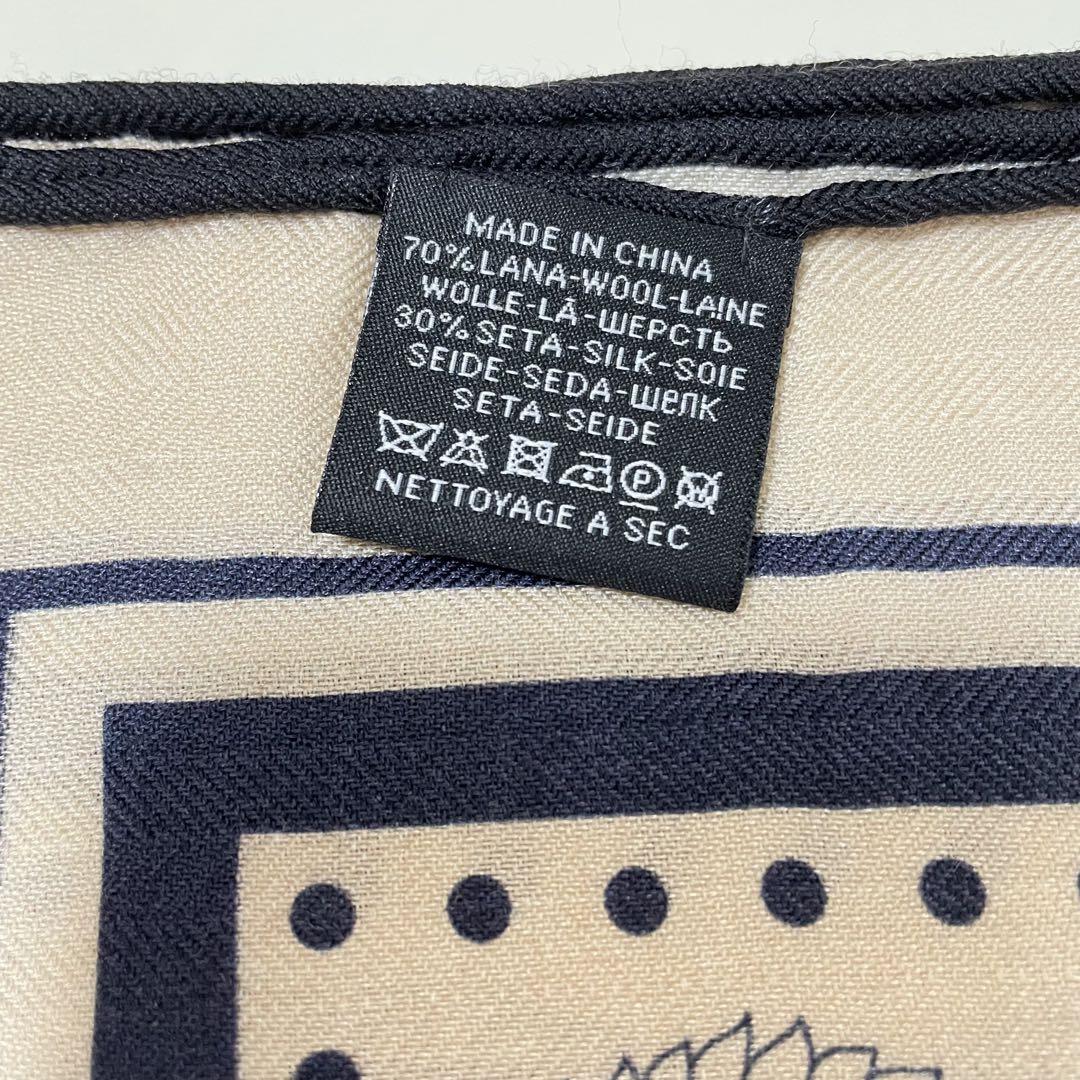 MADE IN CHINA
70%LANA-WOOL-LAINE
WOLLE-LÃ-ШЕРСТЬ
30%SETA-SILK-SOIE
SEIDE-SEDA-шелк
SETA-SEIDE
P W
NETTOYAGE A SEC